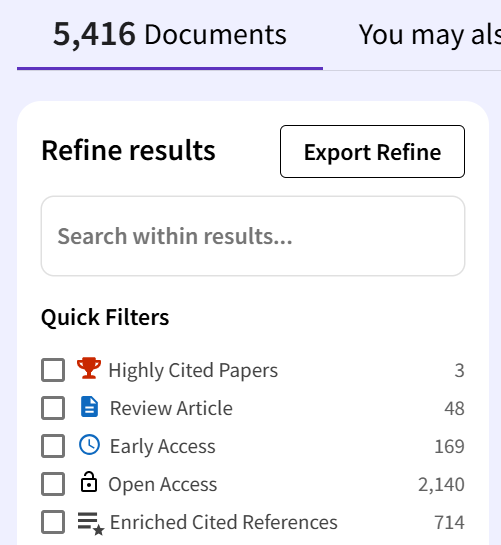 5,416 Documents You may als
Refine results Export Refine
Search within results...
Quick Filters
Highly Cited Papers 3
Review Article 48
Early Access 169
Open Access 2,140
Enriched Cited References 714